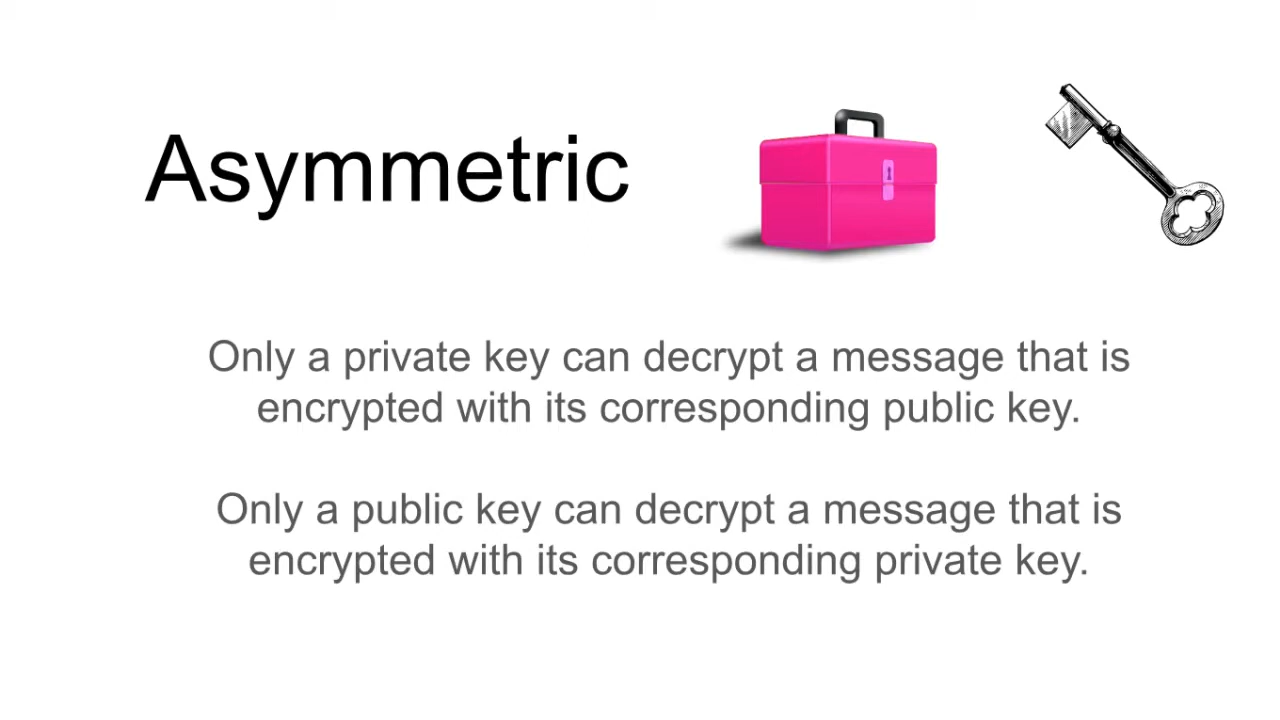 Asymmetric
Only a private key can decrypt a message that is
encrypted with its corresponding public key.
Only a public key can decrypt a message that is
encrypted with its corresponding private key.